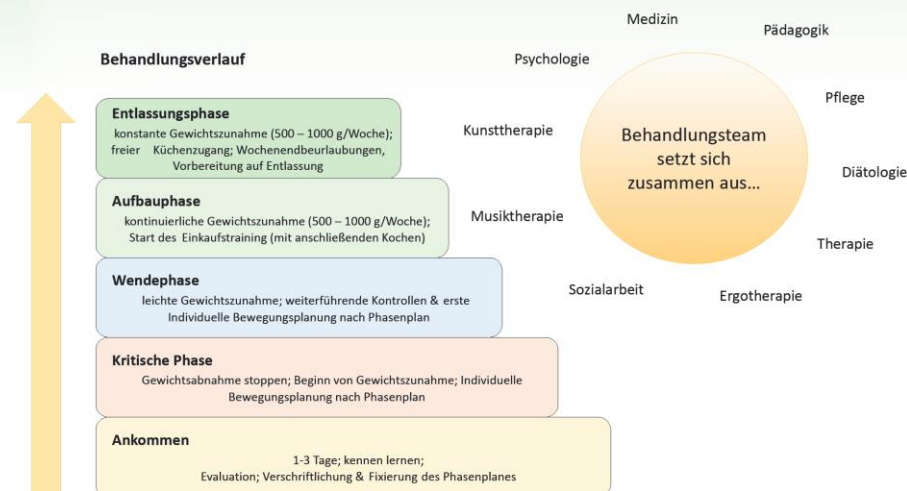 Behandlungsverlauf
Entlassungsphase
konstante Gewichtszunahme (500 – 1000 g/Woche);
freier Küchenzugang; Wochenendbeurlaubungen,
Vorbereitung auf Entlassung
Aufbauphase
kontinuierliche Gewichtszunahme (500 – 1000 g/Woche);
Start des Einkaufstraining (mit anschließenden Kochen)
Wendephase
leichte Gewichtszunahme; weiterführende Kontrollen & erste
Individuelle Bewegungsplanung nach Phasenplan
Kritische Phase
Gewichtsabnahme stoppen; Beginn von Gewichtszunahme; Individuelle
Bewegungsplanung nach Phasenplan
Ankommen
1-3 Tage; kennen lernen;
Evaluation; Verschriftlichung & Fixierung des Phasenplanes
Medizin
Pädagogik
Psychologie
Pflege
Kunsttherapie
Behandlungsteam
setzt sich
zusammen aus...
Diätologie
Musiktherapie
Therapie
Sozialarbeit
Ergotherapie